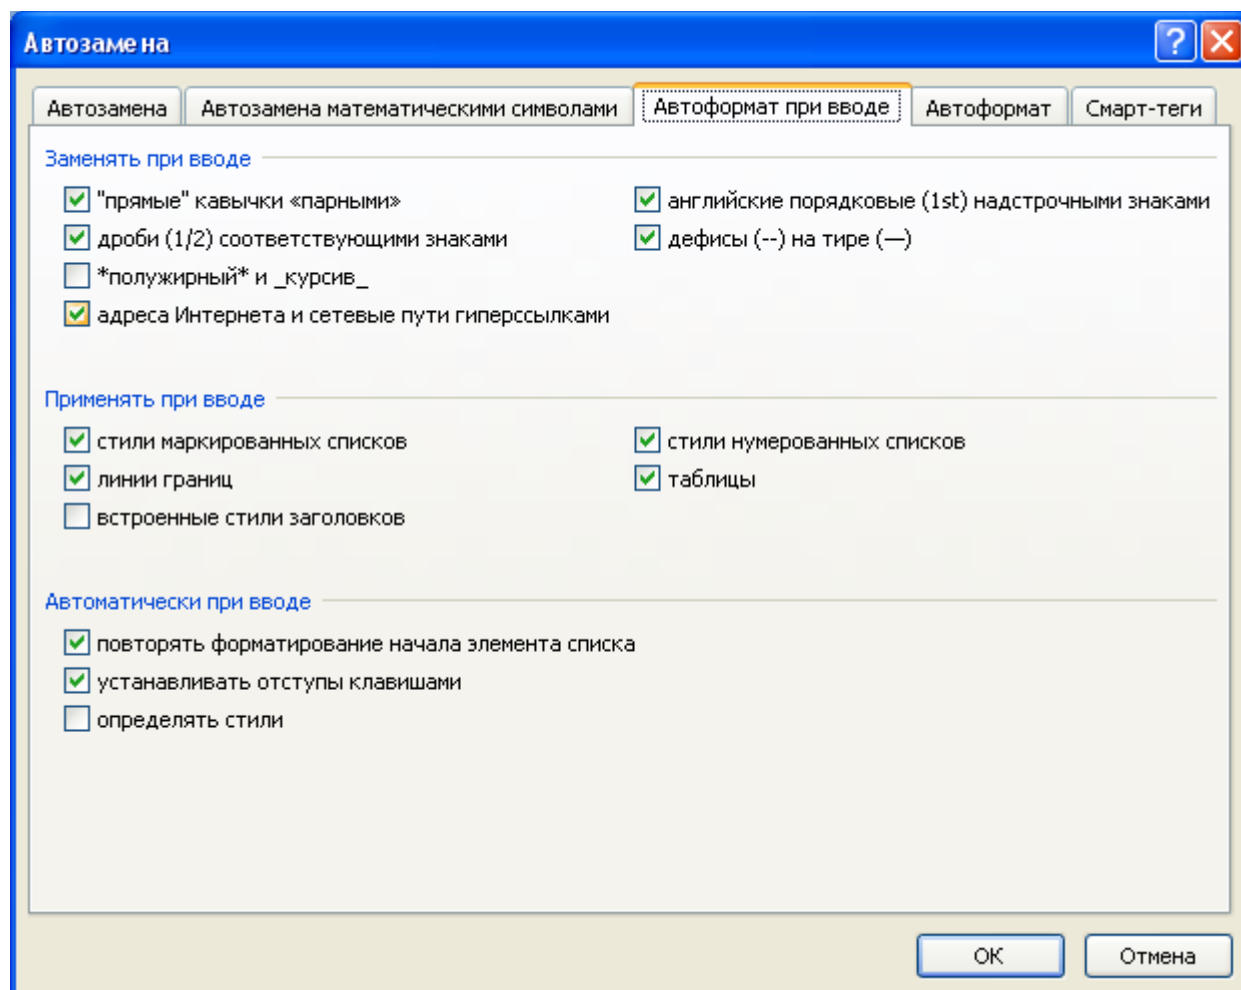 Автозамена
Автозамена Автозамена математическими символами Автоформат при вводе Автоформат Смарт-теги
Заменять при вводе
"прямые" кавычки «парными» английские порядковые (1st) надстрочными знаками
дроби (1/2) соответствующими знаками дефисы (--) на тире (—)
*полужирный* и _курсив_
адреса Интернета и сетевые пути гиперссылками
Применять при вводе
стили маркированных списков стили нумерованных списков
линии границ таблицы
встроенные стили заголовков
Автоматически при вводе
повторять форматирование начала элемента списка
устанавливать отступы клавишами
определять стили
ОК Отмена